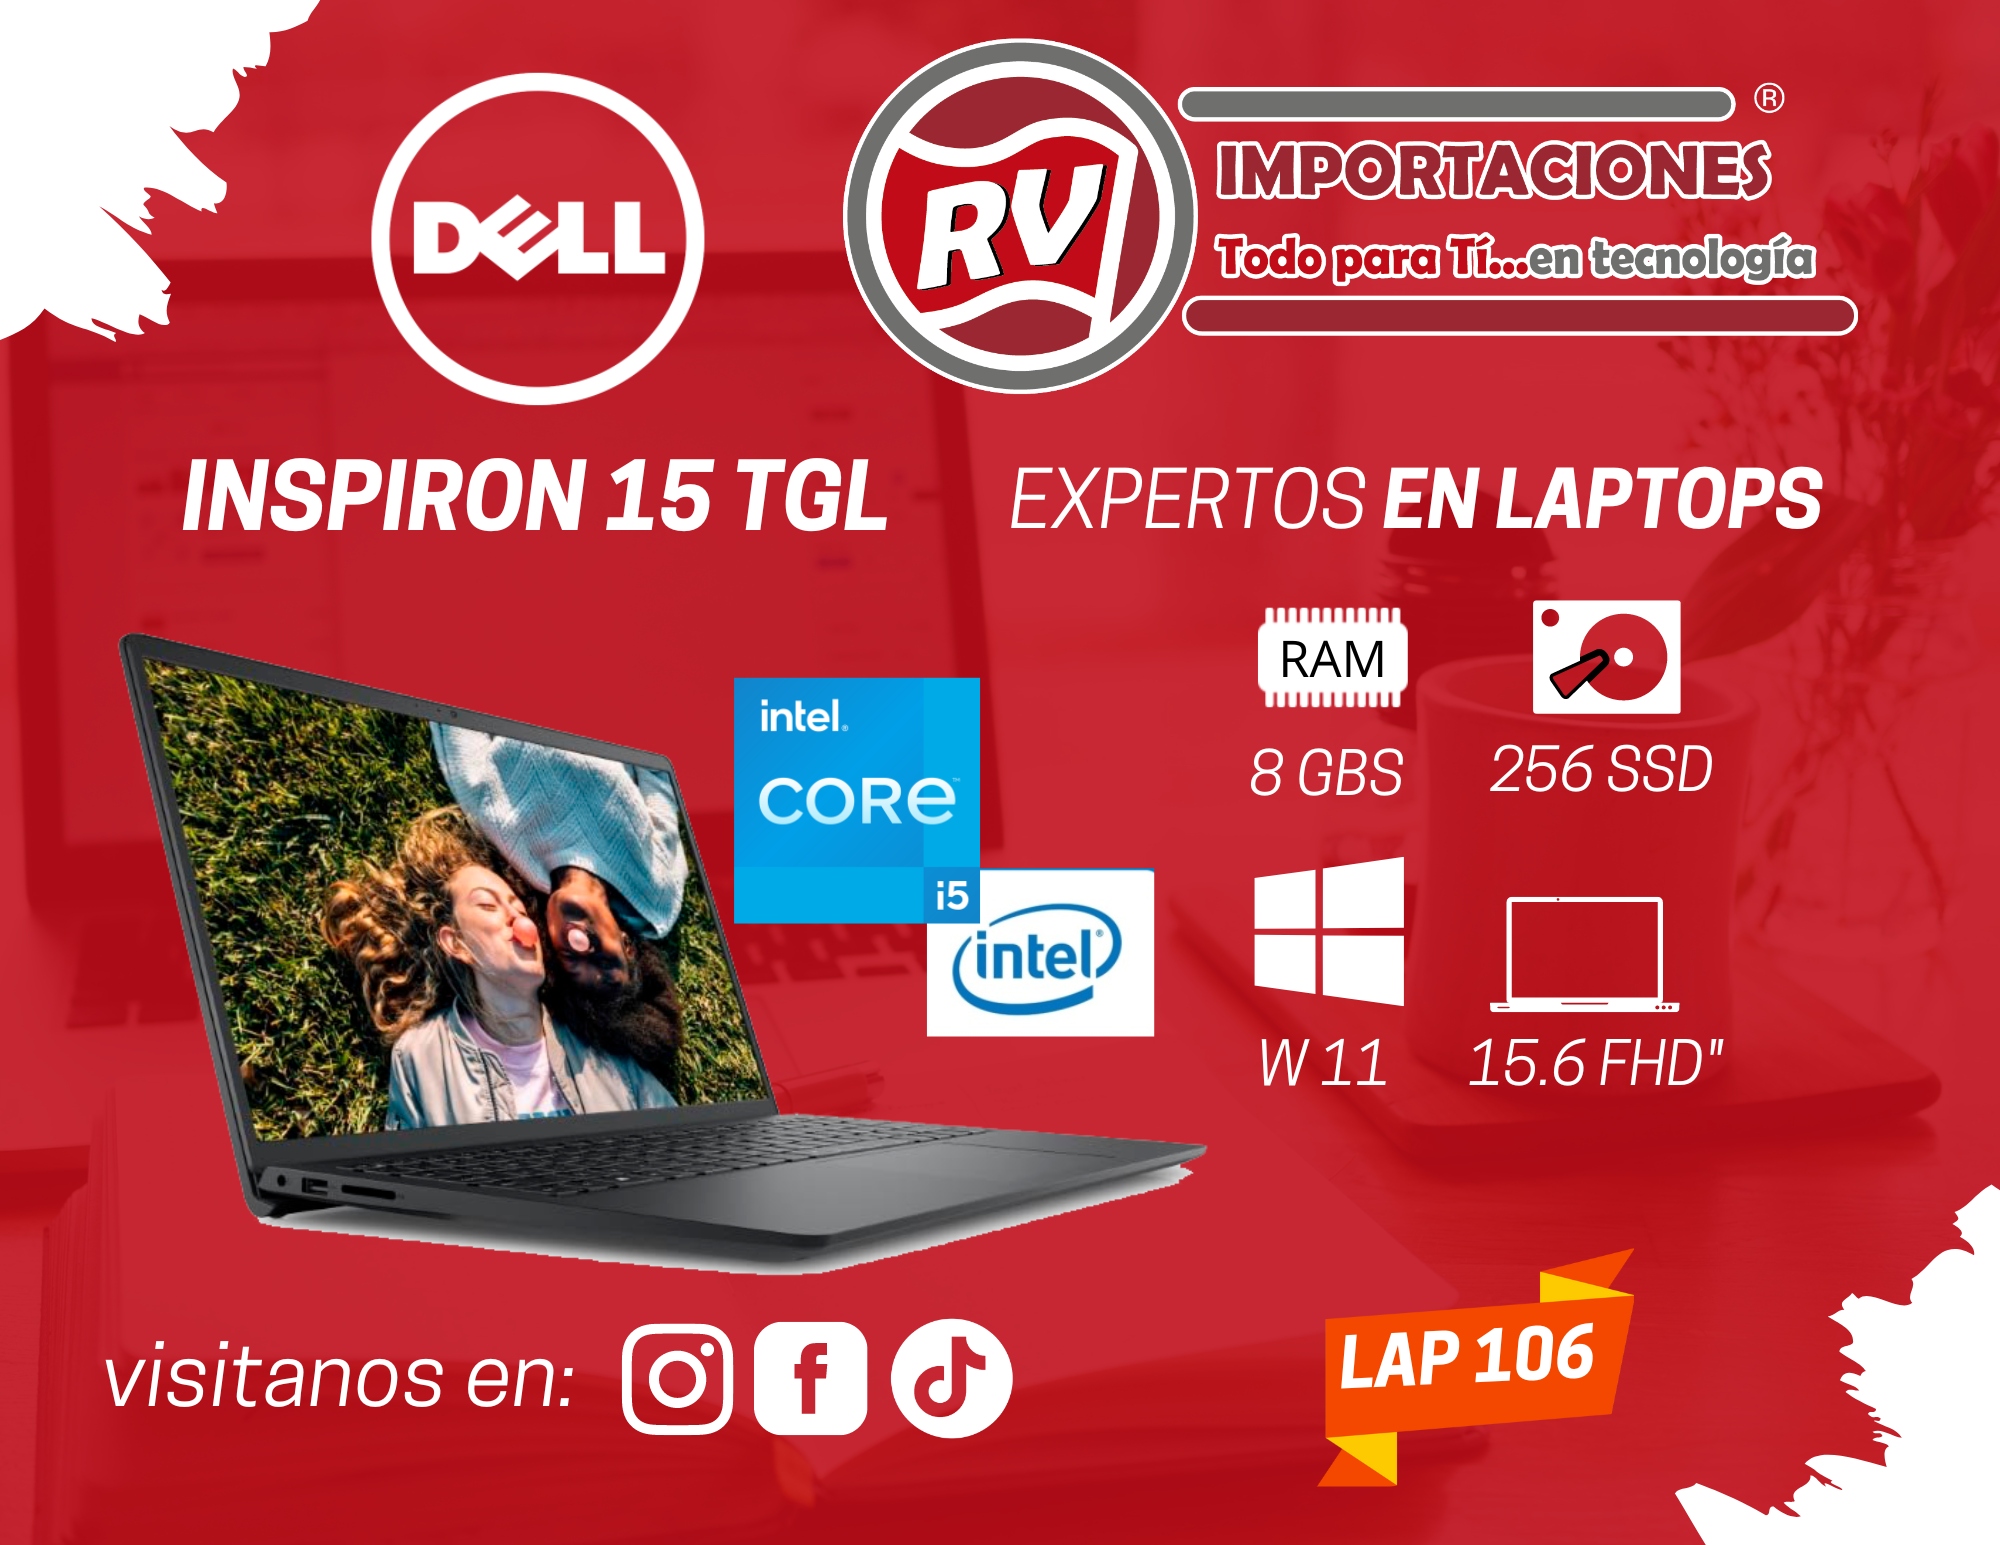 DELL
RV
®
IMPORTACIONES
Todo para Tí...en tecnología
INSPIRON 15 TGL
EXPERTOS EN LAPTOPS
RAM
8 GBS
256 SSD
intel.
CORE™
i5
intel®
W 11
15.6 FHD"
visitanos en:
LAP 106